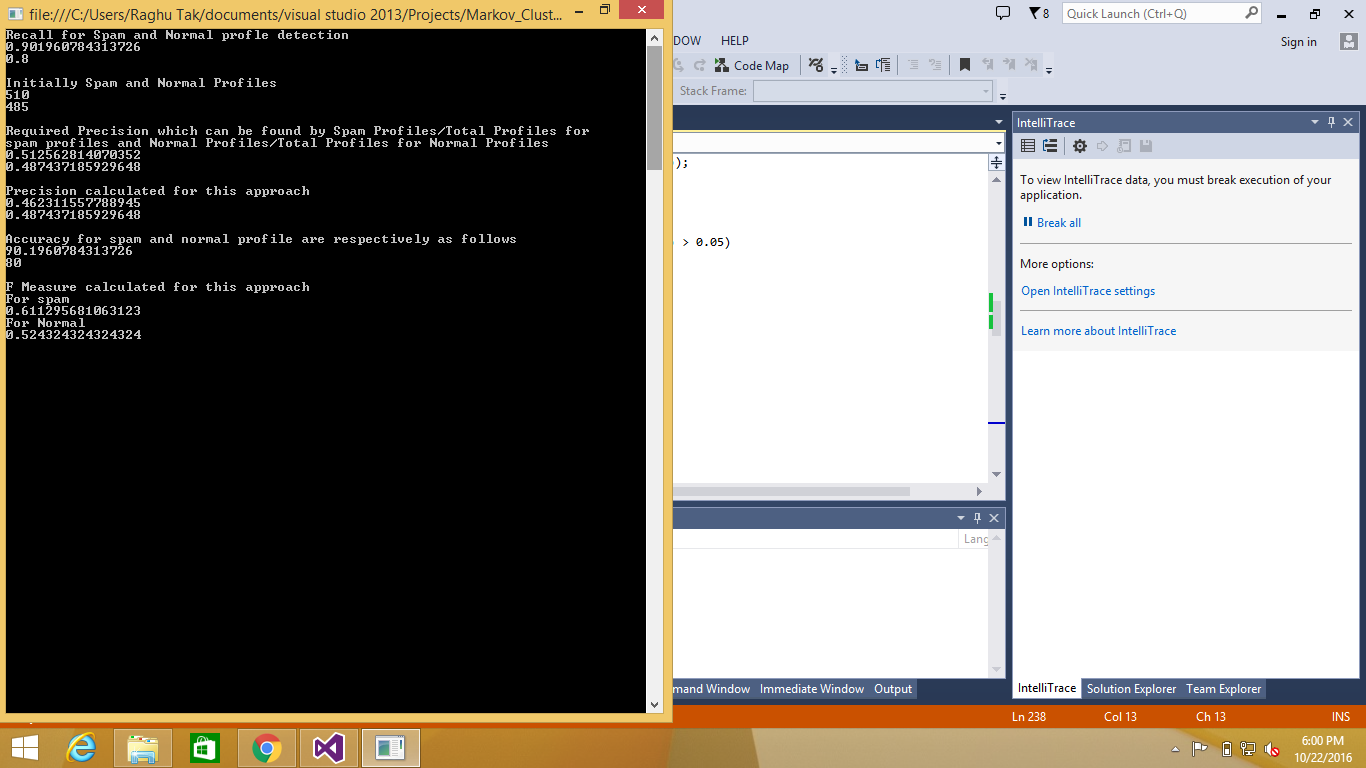 file:///C:/Users/Raghu Tak/documents/visual studio 2013/Projects/Markov_Clust...
Recall for Spam and Normal profle detection
0.901960784313726
0.8
Initially Spam and Normal Profiles
510
485
Required Precision which can be found by Spam Profiles/Total Profiles for
spam profiles and Normal Profiles/Total Profiles for Normal Profiles
0.512562814070352
0.487437185929648
Precision calculated for this approach
0.462311557788945
0.487437185929648
Accuracy for spam and normal profile are respectively as follows
90.1960784313726
80
F Measure calculated for this approach
For spam
0.611295681063123
For Normal
0.524324324324324
8
Quick Launch (Ctrl+Q)
DOW HELP
Sign in
Code Map
Stack Frame:
);
> 0.05)
Lang
mand Window Immediate Window Output
IntelliTrace
To view IntelliTrace data, you must break execution of your
application.
Break all
More options:
Open IntelliTrace settings
Learn more about IntelliTrace
IntelliTrace Solution Explorer Team Explorer
Ln 238 Col 13 Ch 13 INS
6:00 PM
10/22/2016